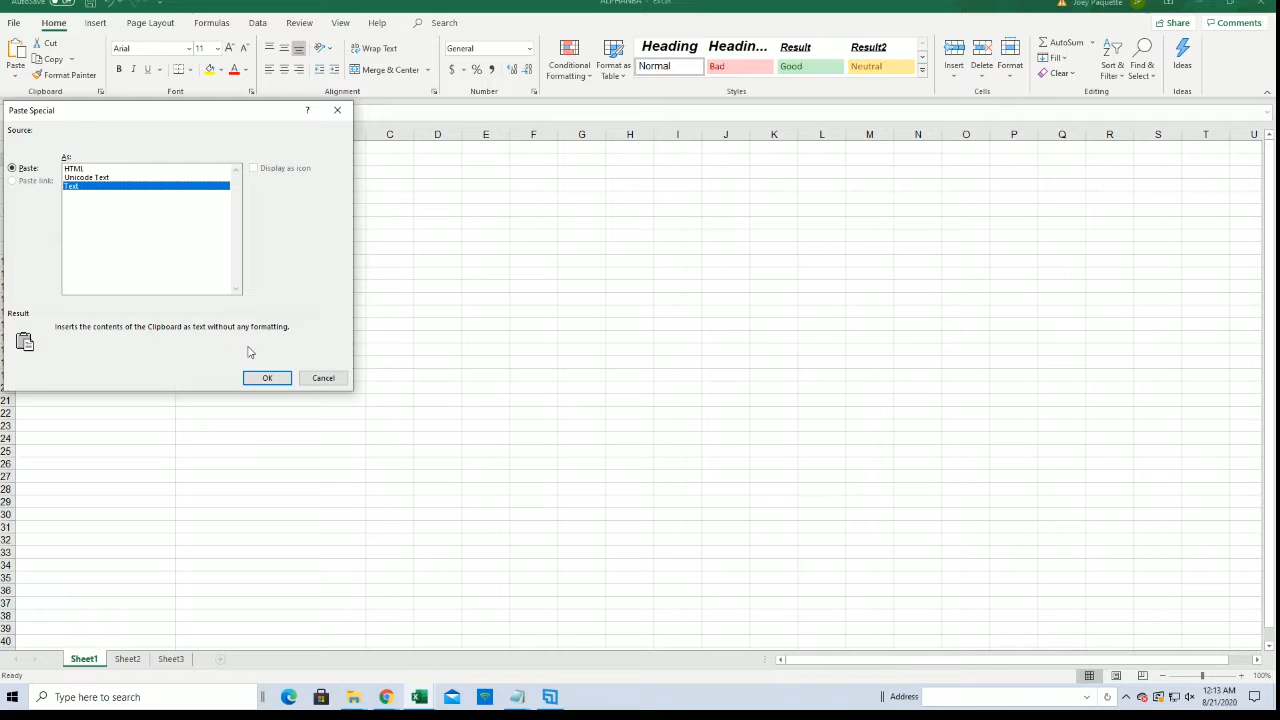 AutoSave
ALPHANBA - Excel
Joey Paquette
File Home Insert Page Layout Formulas Data Review View Help Search
Share Comments
Paste
Cut
Copy
Format Painter
Arial 11
B I U
Wrap Text
Merge & Center
General
$ % ,
Conditional Formatting
Format as Table
Heading Headin... Result Result2
Normal Bad Good Neutral
Insert Delete Format
AutoSum
Fill
Clear
Sort & Filter
Find & Select
Ideas
Clipboard Font Alignment Number Styles Cells Editing Ideas
Paste Special ?
Source:
As:
Paste:
Paste link:
HTML
Unicode Text
Text
Display as icon
Result
Inserts the contents of the Clipboard as text without any formatting.
OK Cancel
C D E F G H I J K L M N O P Q R S T U
21
22
23
24
25
26
27
28
29
30
31
32
33
34
35
36
37
38
39
40
Sheet1 Sheet2 Sheet3
Ready
100%
Type here to search
Address
12:13 AM
8/21/2020